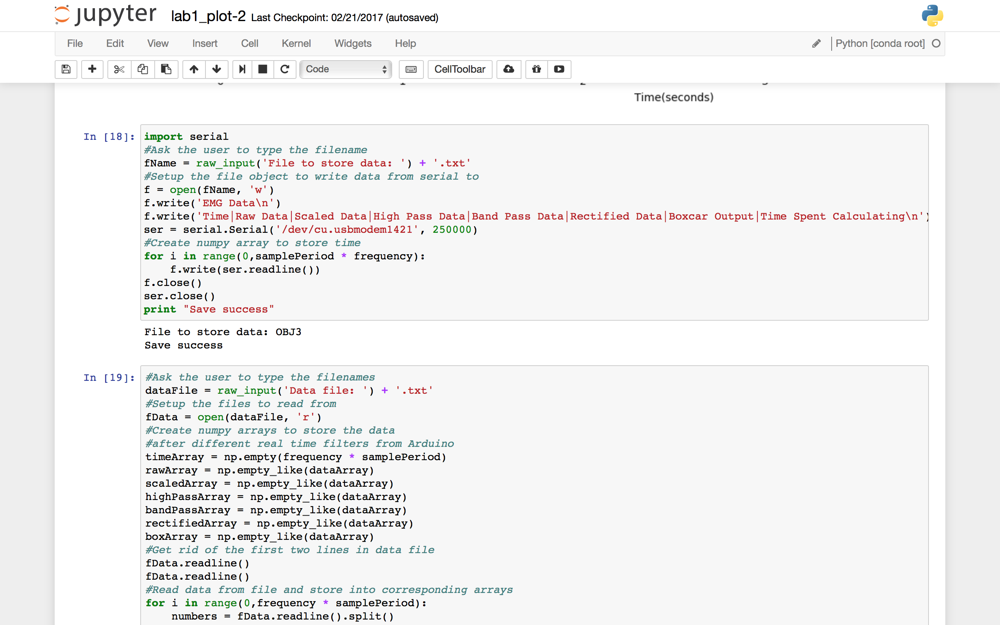 jupyter lab1_plot-2 Last Checkpoint: 02/21/2017 (autosaved)
File Edit View Insert Cell Kernel Widgets Help Python [conda root]
Code CellToolbar
Time(seconds)
In [18]: import serial
#Ask the user to type the filename
fName = raw_input('File to store data: ') + '.txt'
#Setup the file object to write data from serial to
f = open(fName, 'w')
f.write('EMG Data\n')
f.write('Time|Raw Data|Scaled Data|High Pass Data|Band Pass Data|Rectified Data|Boxcar Output|Time Spent Calculating\n')
ser = serial.Serial('/dev/cu.usbmodem1421', 250000)
#Create numpy array to store time
for i in range(0,samplePeriod * frequency):
    f.write(ser.readline())
f.close()
ser.close()
print "Save success"
File to store data: OBJ3
Save success
In [19]: #Ask the user to type the filenames
dataFile = raw_input('Data file: ') + '.txt'
#Setup the files to read from
fData = open(dataFile, 'r')
#Create numpy arrays to store the data
#after different real time filters from Arduino
timeArray = np.empty(frequency * samplePeriod)
rawArray = np.empty_like(dataArray)
scaledArray = np.empty_like(dataArray)
highPassArray = np.empty_like(dataArray)
bandPassArray = np.empty_like(dataArray)
rectifiedArray = np.empty_like(dataArray)
boxArray = np.empty_like(dataArray)
#Get rid of the first two lines in data file
fData.readline()
fData.readline()
#Read data from file and store into corresponding arrays
for i in range(0,frequency * samplePeriod):
    numbers = fData.readline().split()